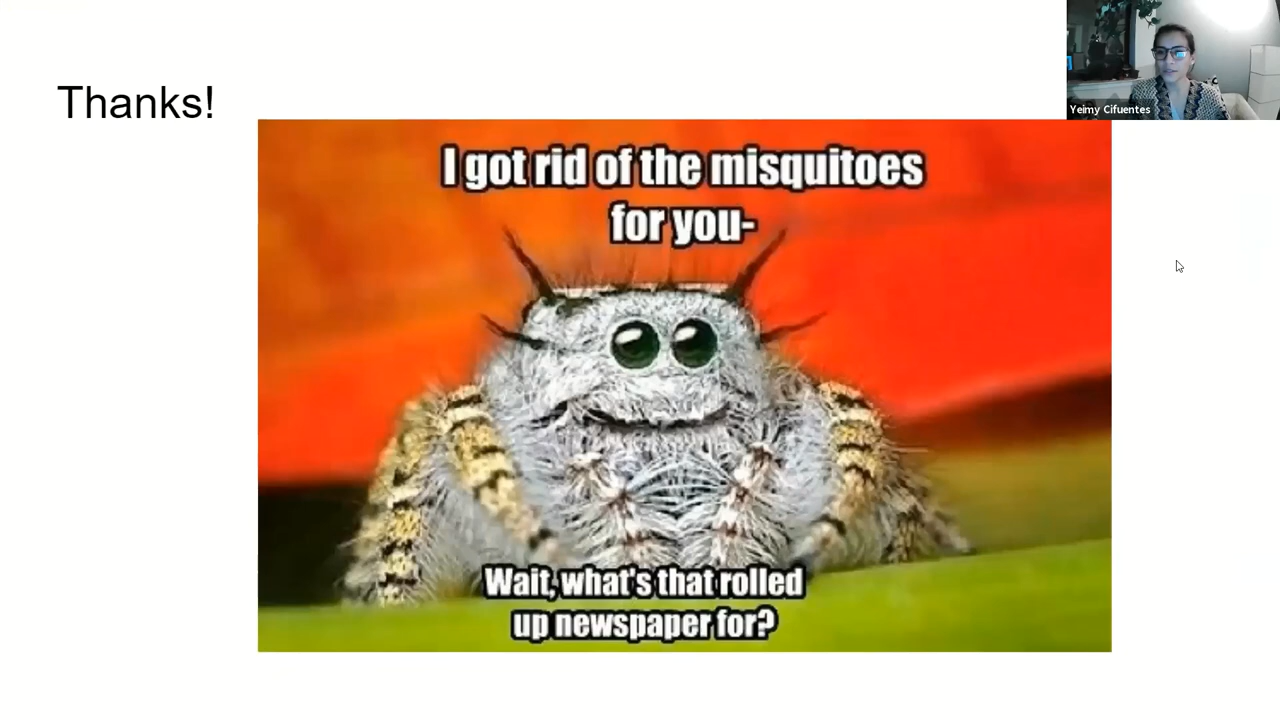 Thanks!
Yeimy Cifuentes
I got rid of the misquitoes
for you-
Wait, what's that rolled
up newspaper for?